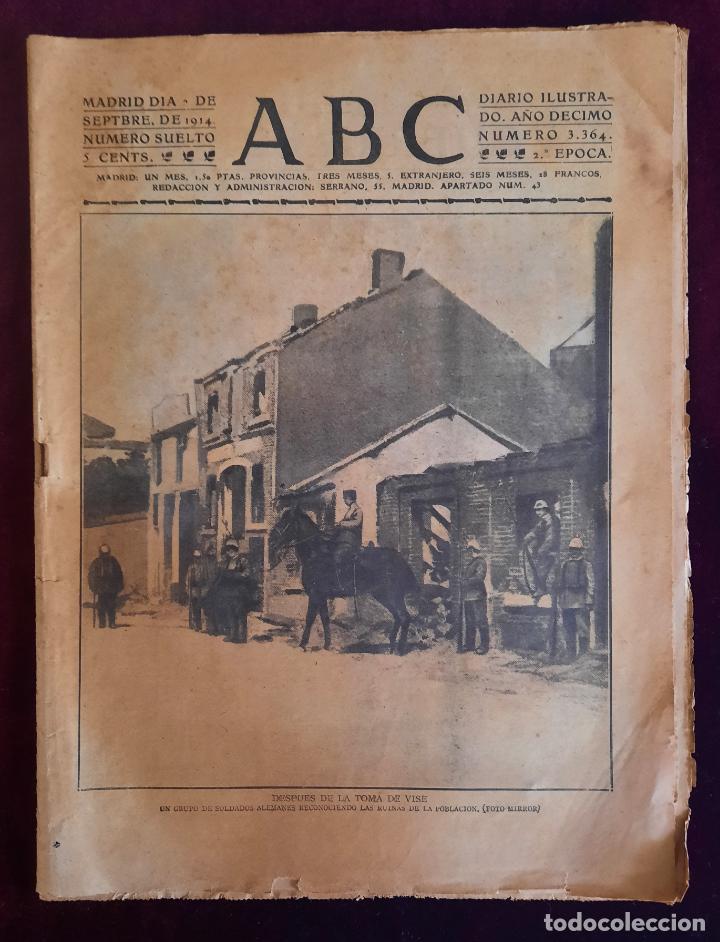 MADRID DIA DE
SEPTBRE. DE 1914.
NUMERO SUELTO
5 CENTS.
ABC
DIARIO ILUSTRA-
DO. AÑO DECIMO
NUMERO 3.364.
2.ª EPOCA.
MADRID: UN MES, 1,50 PTAS. PROVINCIAS, TRES MESES, 5. EXTRANJERO, SEIS MESES, 18 FRANCOS,
REDACCION Y ADMINISTRACION: SERRANO, 55, MADRID. APARTADO NUM. 43
DESPUES DE LA TOMA DE VISE
UN GRUPO DE SOLDADOS ALEMANES RECONOCIENDO LAS RUINAS DE LA POBLACION. (FOTO MIRROR)
todocoleccion.net